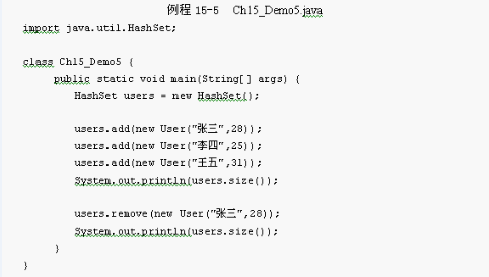 例程 15-5 Ch15_Demo5.java
import java.util.HashSet;
class Ch15_Demo5 {
public static void main(String[] args) {
HashSet users = new HashSet();
users.add(new User("张三",28));
users.add(new User("李四",25));
users.add(new User("王五",31));
System.out.println(users.size());
users.remove(new User("张三",28));
System.out.println(users.size());
}
}